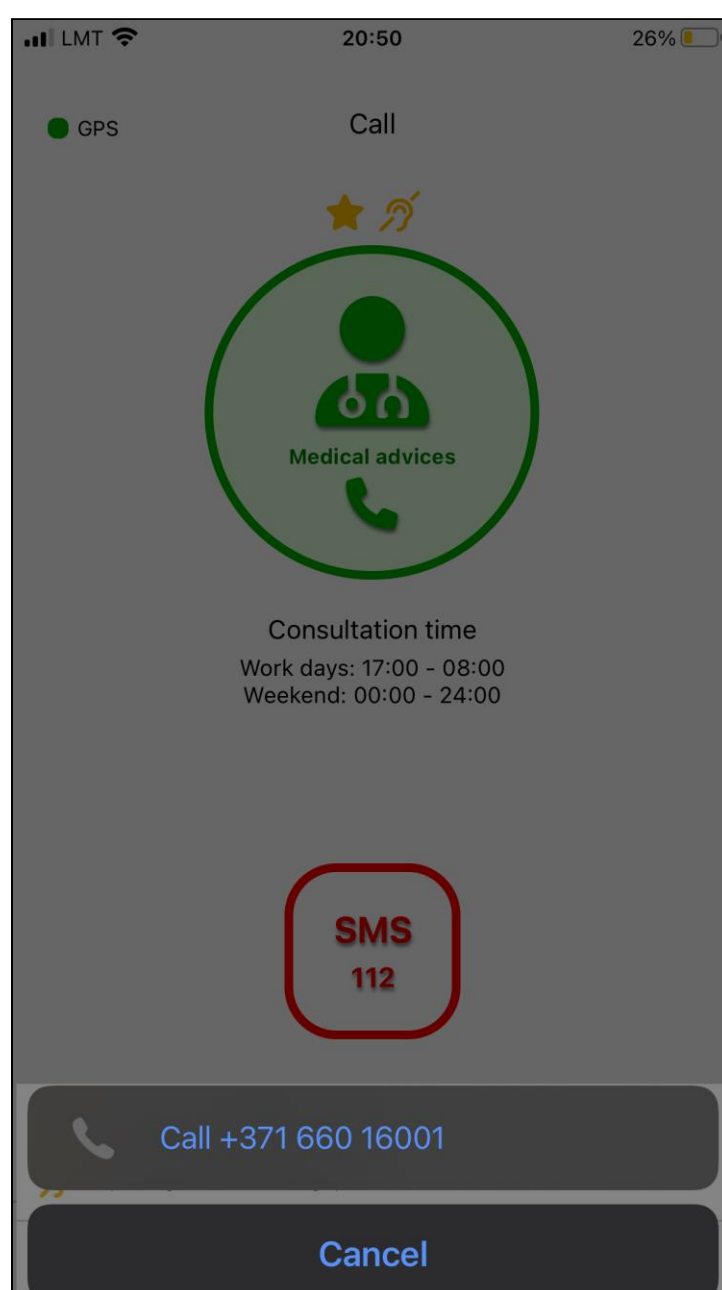 LMT 20:50 26%
GPS Call
Medical advices
Consultation time
Work days: 17:00 - 08:00
Weekend: 00:00 - 24:00
SMS
112
Call +371 660 16001
Cancel